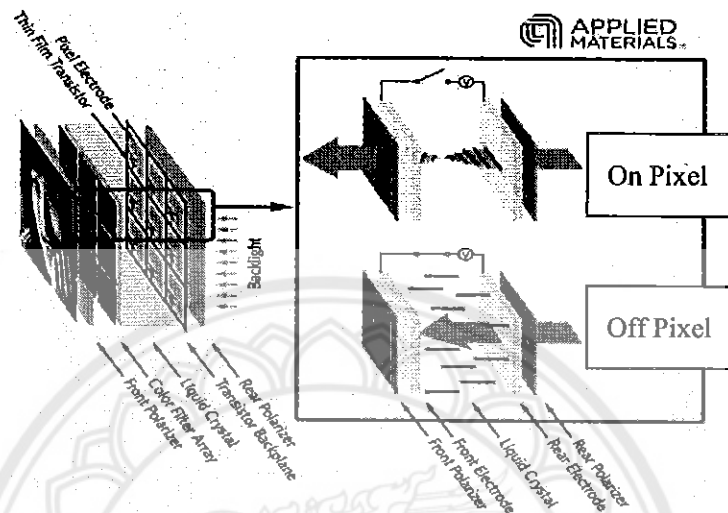 APPLIED
MATERIALS
Thin Film Transistor
Pixel Electrode
V
On Pixel
Backlight
V
Off Pixel
Rear Polarizer
Transistor Backplane
Liquid Crystal
Color Filter Array
Front Polarizer
Rear Polarizer
Rear Electrode
Liquid Crystal
Front Electrode
Front Polarizer